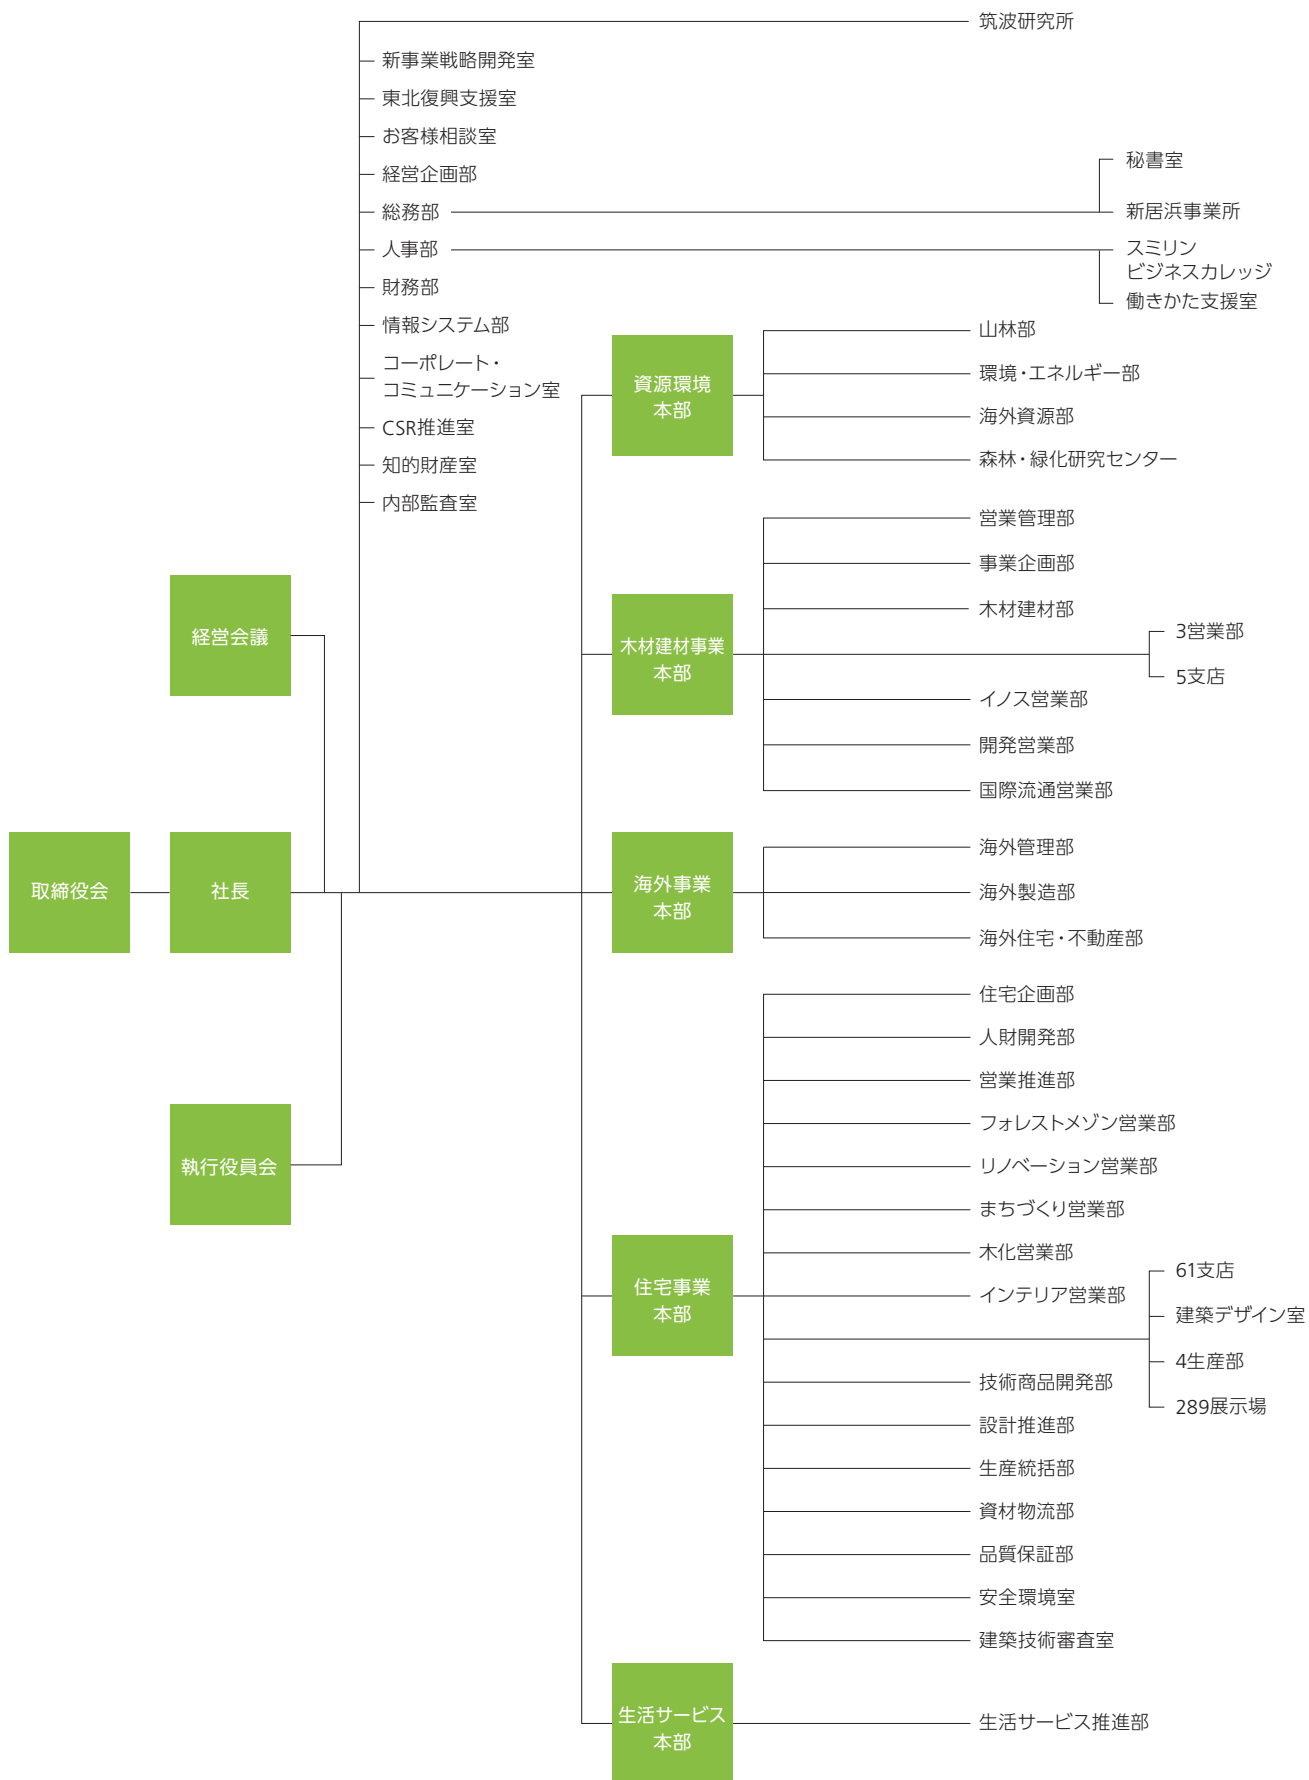 筑波研究所
新事業戦略開発室
東北復興支援室
お客様相談室
経営企画部
総務部
秘書室
新居浜事業所
人事部
スミリン
ビジネスカレッジ
働きかた支援室
財務部
情報システム部
コーポレート・
コミュニケーション室
CSR推進室
知的財産室
内部監査室
経営会議
取締役会
社長
執行役員会
資源環境
本部
山林部
環境・エネルギー部
海外資源部
森林・緑化研究センター
木材建材事業
本部
営業管理部
事業企画部
木材建材部
3営業部
5支店
イノス営業部
開発営業部
国際流通営業部
海外事業
本部
海外管理部
海外製造部
海外住宅・不動産部
住宅事業
本部
住宅企画部
人財開発部
営業推進部
フォレストメゾン営業部
リノベーション営業部
まちづくり営業部
木化営業部
インテリア営業部
61支店
建築デザイン室
4生産部
289展示場
技術商品開発部
設計推進部
生産統括部
資材物流部
品質保証部
安全環境室
建築技術審査室
生活サービス
本部
生活サービス推進部